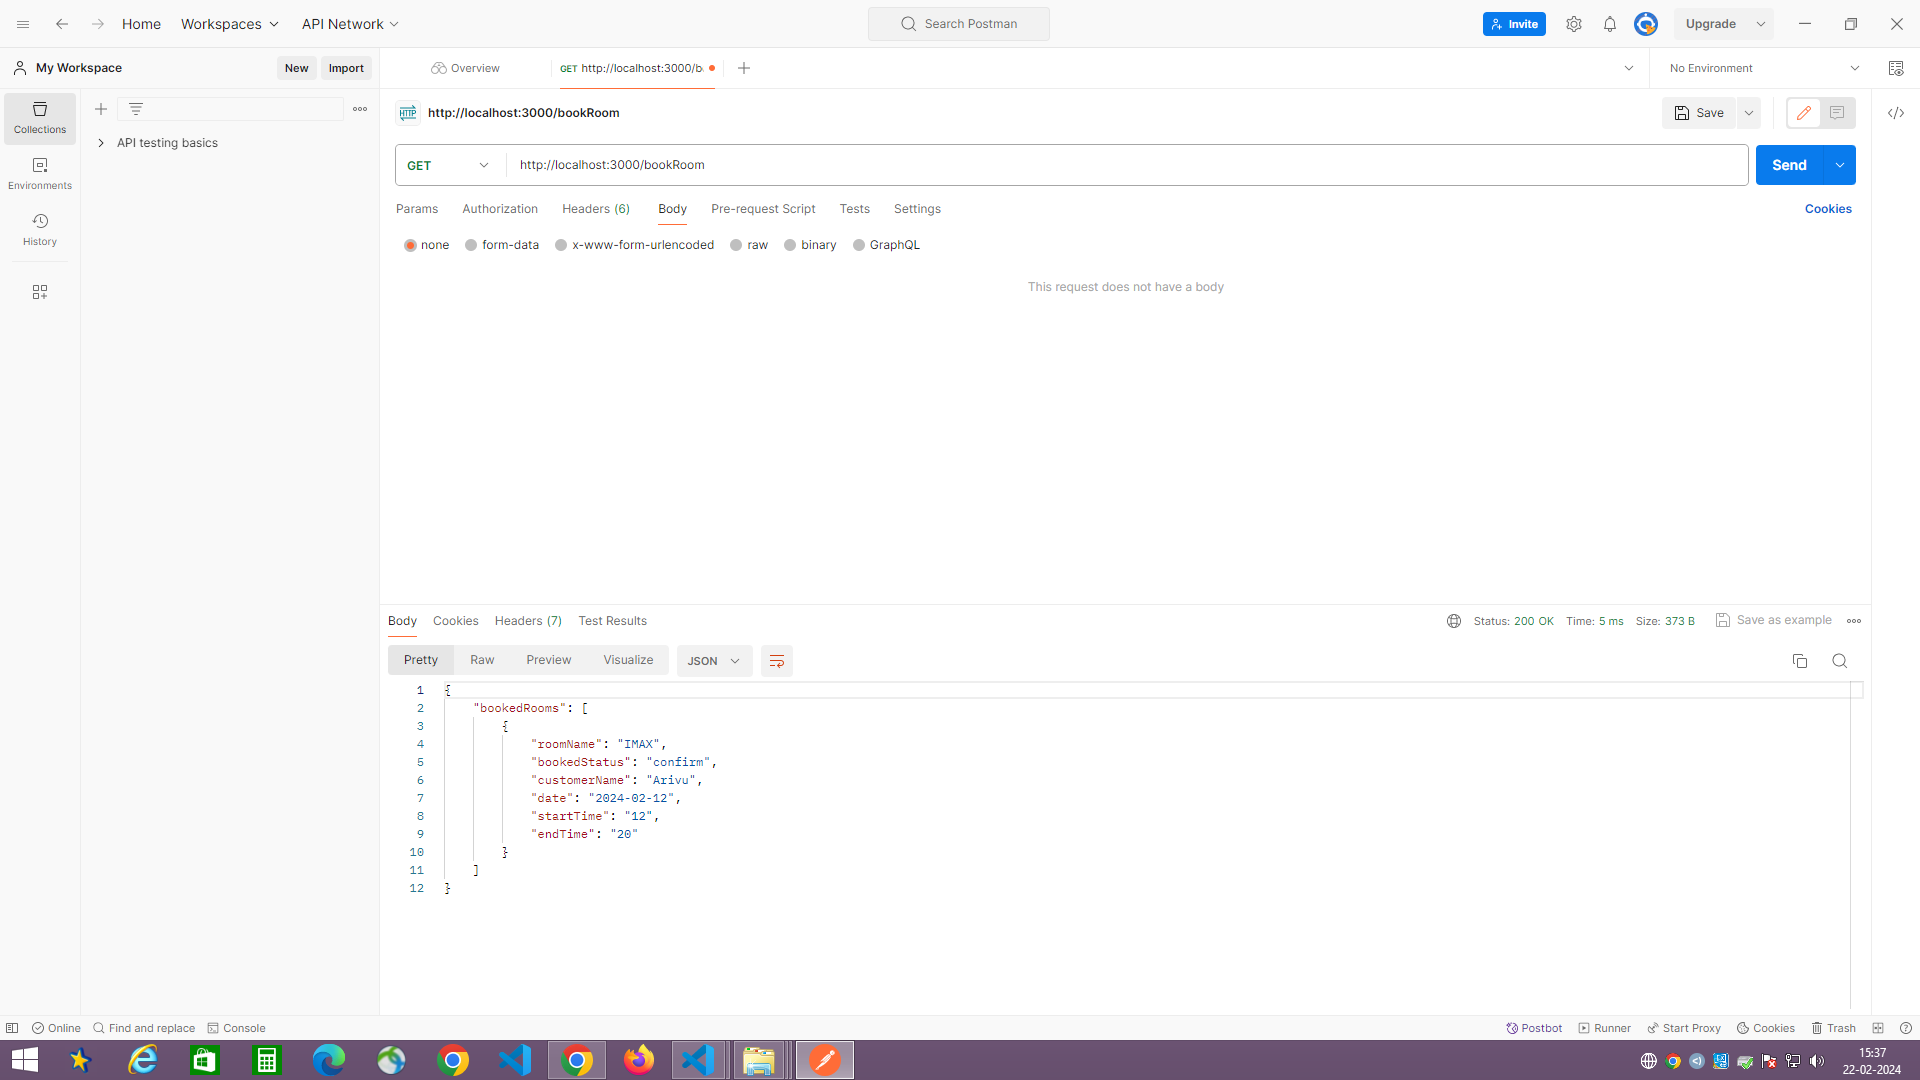 Home Workspaces API Network Search Postman Invite Upgrade
My Workspace New Import Overview GET http://localhost:3000/b No Environment
Collections
API testing basics
Environments
History
HTTP http://localhost:3000/bookRoom Save
GET http://localhost:3000/bookRoom Send
Params Authorization Headers (6) Body Pre-request Script Tests Settings Cookies
none form-data x-www-form-urlencoded raw binary GraphQL
This request does not have a body
Body Cookies Headers (7) Test Results Status: 200 OK Time: 5 ms Size: 373 B Save as example
Pretty Raw Preview Visualize JSON
1 {
2 "bookedRooms": [
3 {
4 "roomName": "IMAX",
5 "bookedStatus": "confirm",
6 "customerName": "Arivu",
7 "date": "2024-02-12",
8 "startTime": "12",
9 "endTime": "20"
10 }
11 ]
12 }
Online Find and replace Console Postbot Runner Start Proxy Cookies Trash
15:37
22-02-2024